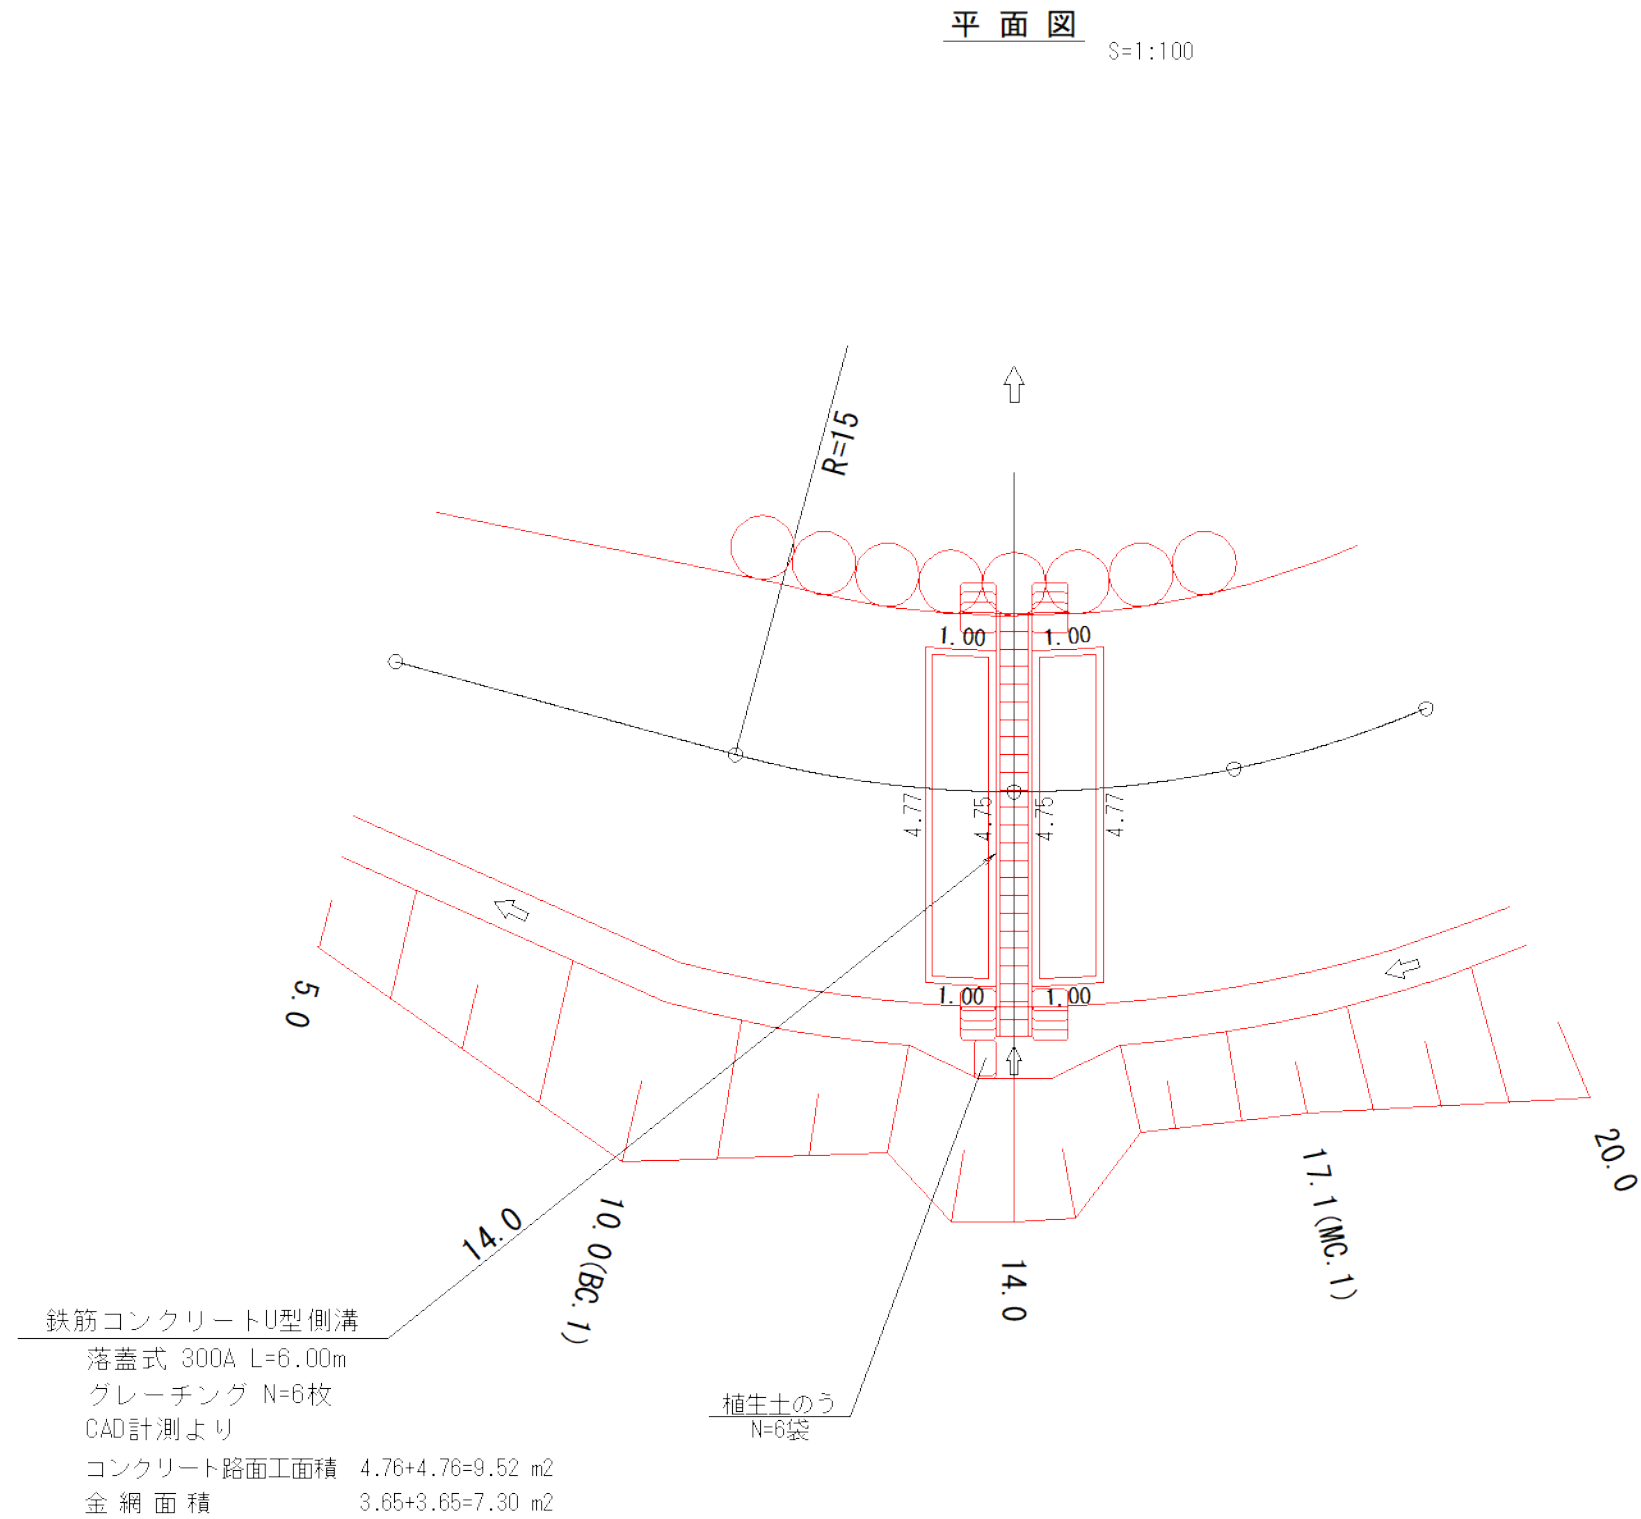 平 面 図
S=1:100
R=15
1.00
1.00
4.77
4.75
4.75
4.77
1.00
1.00
5.0
10.0(BC.1)
14.0
17.1(MC.1)
20.0
14.0
鉄筋コンクリートU型側溝
落蓋式 300A L=6.00m
グレーチング N=6枚
CAD計測より
コンクリート路面工面積 4.76+4.76=9.52 m2
金 網 面 積 3.65+3.65=7.30 m2
植生土のう
N=6袋